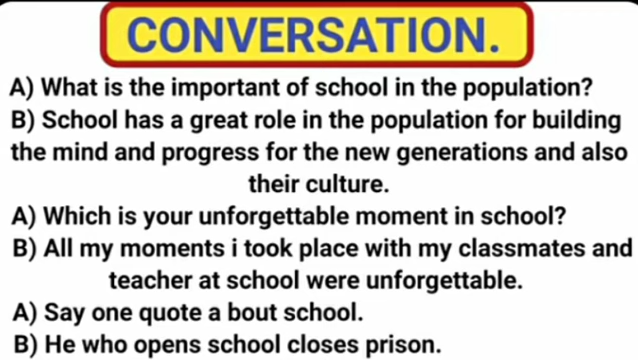 CONVERSATION.
A) What is the important of school in the population?
B) School has a great role in the population for building
the mind and progress for the new generations and also
their culture.
A) Which is your unforgettable moment in school?
B) All my moments i took place with my classmates and
teacher at school were unforgettable.
A) Say one quote a bout school.
B) He who opens school closes prison.